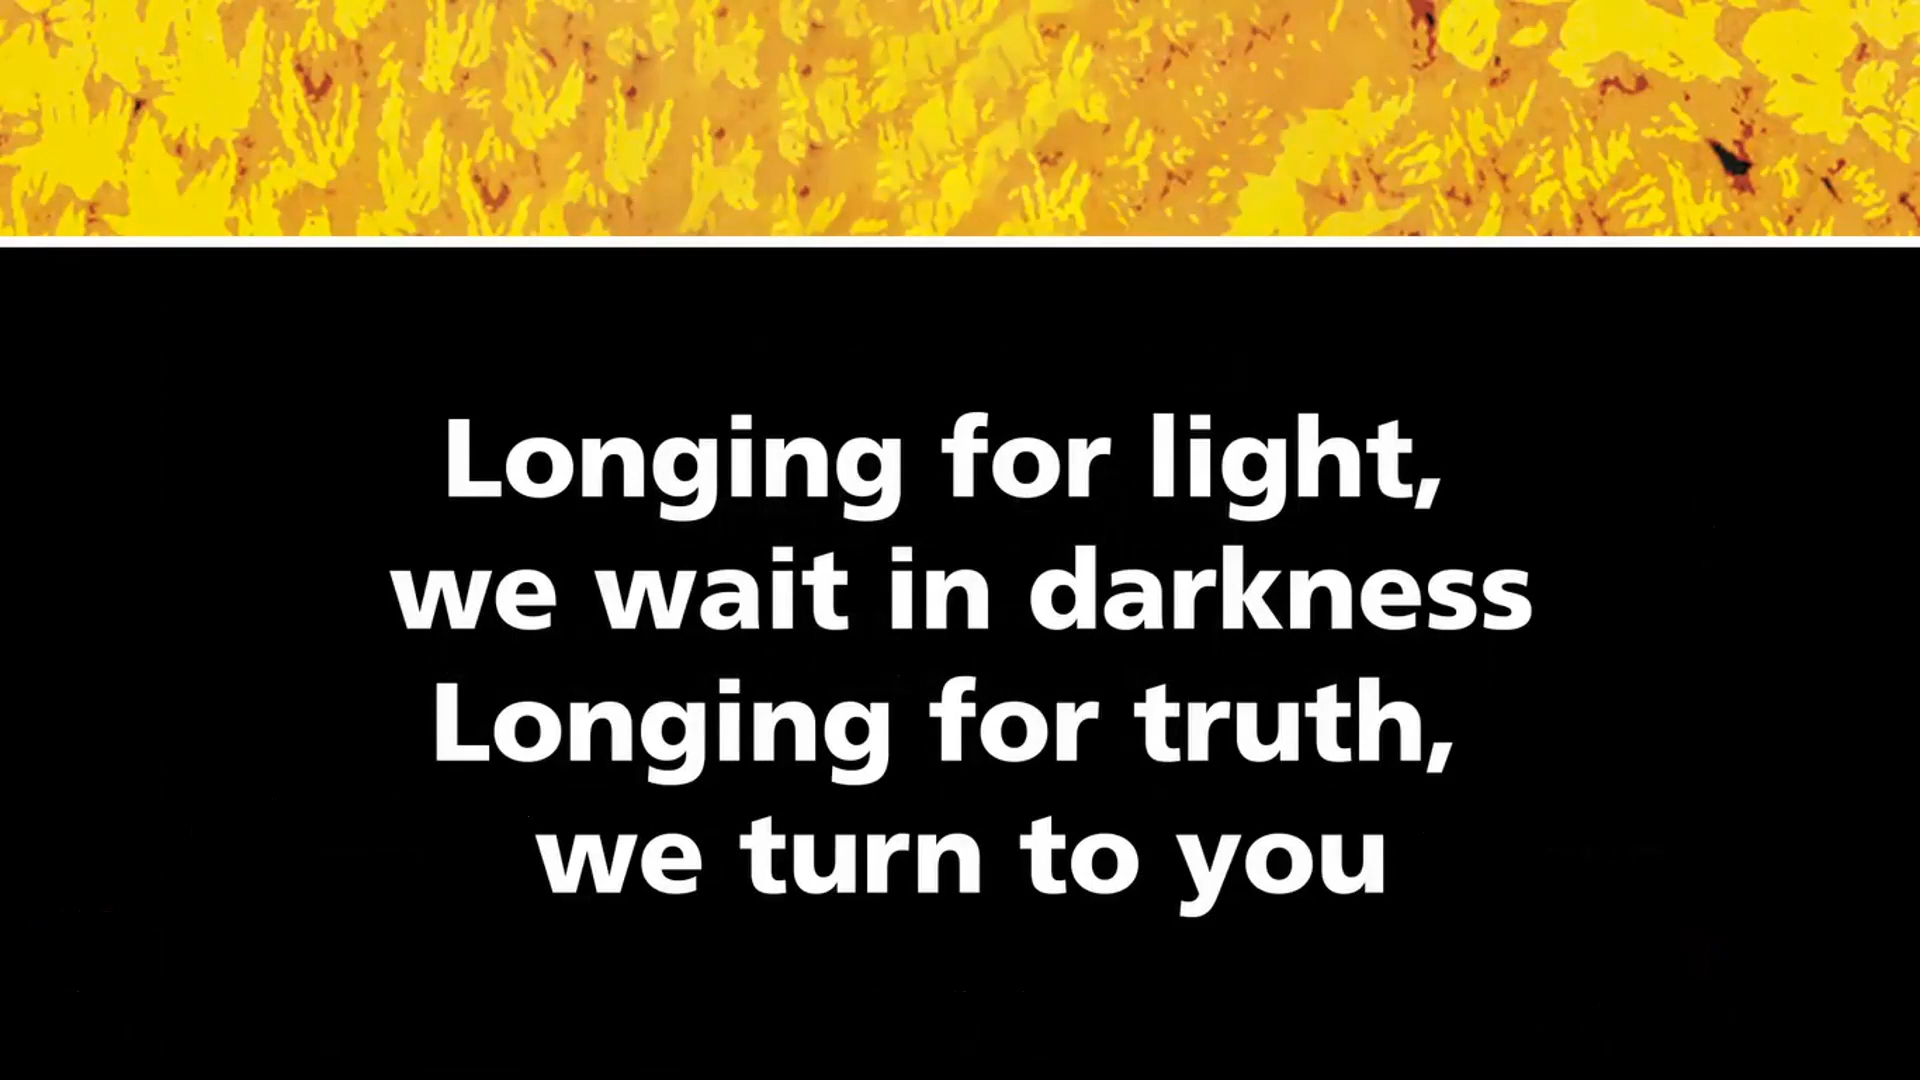 Longing for light,
we wait in darkness
Longing for truth,
we turn to you